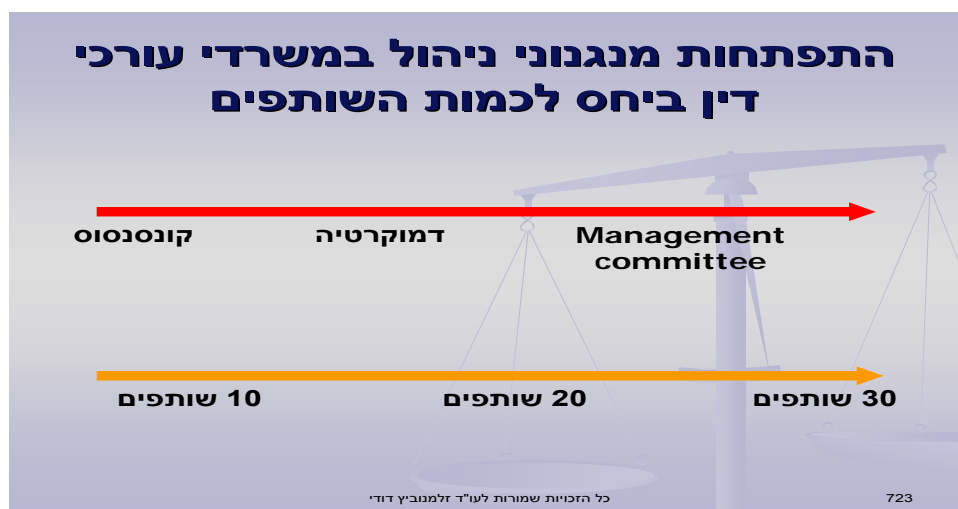 התפתחות מנגנוני ניהול במשרדי עורכי
דין ביחס לכמות השותפים
קונסנסוס
דמוקרטיה
Management
committee
10 שותפים
20 שותפים
30 שותפים
כל הזכויות שמורות לעו"ד זלמנוביץ דודי
723